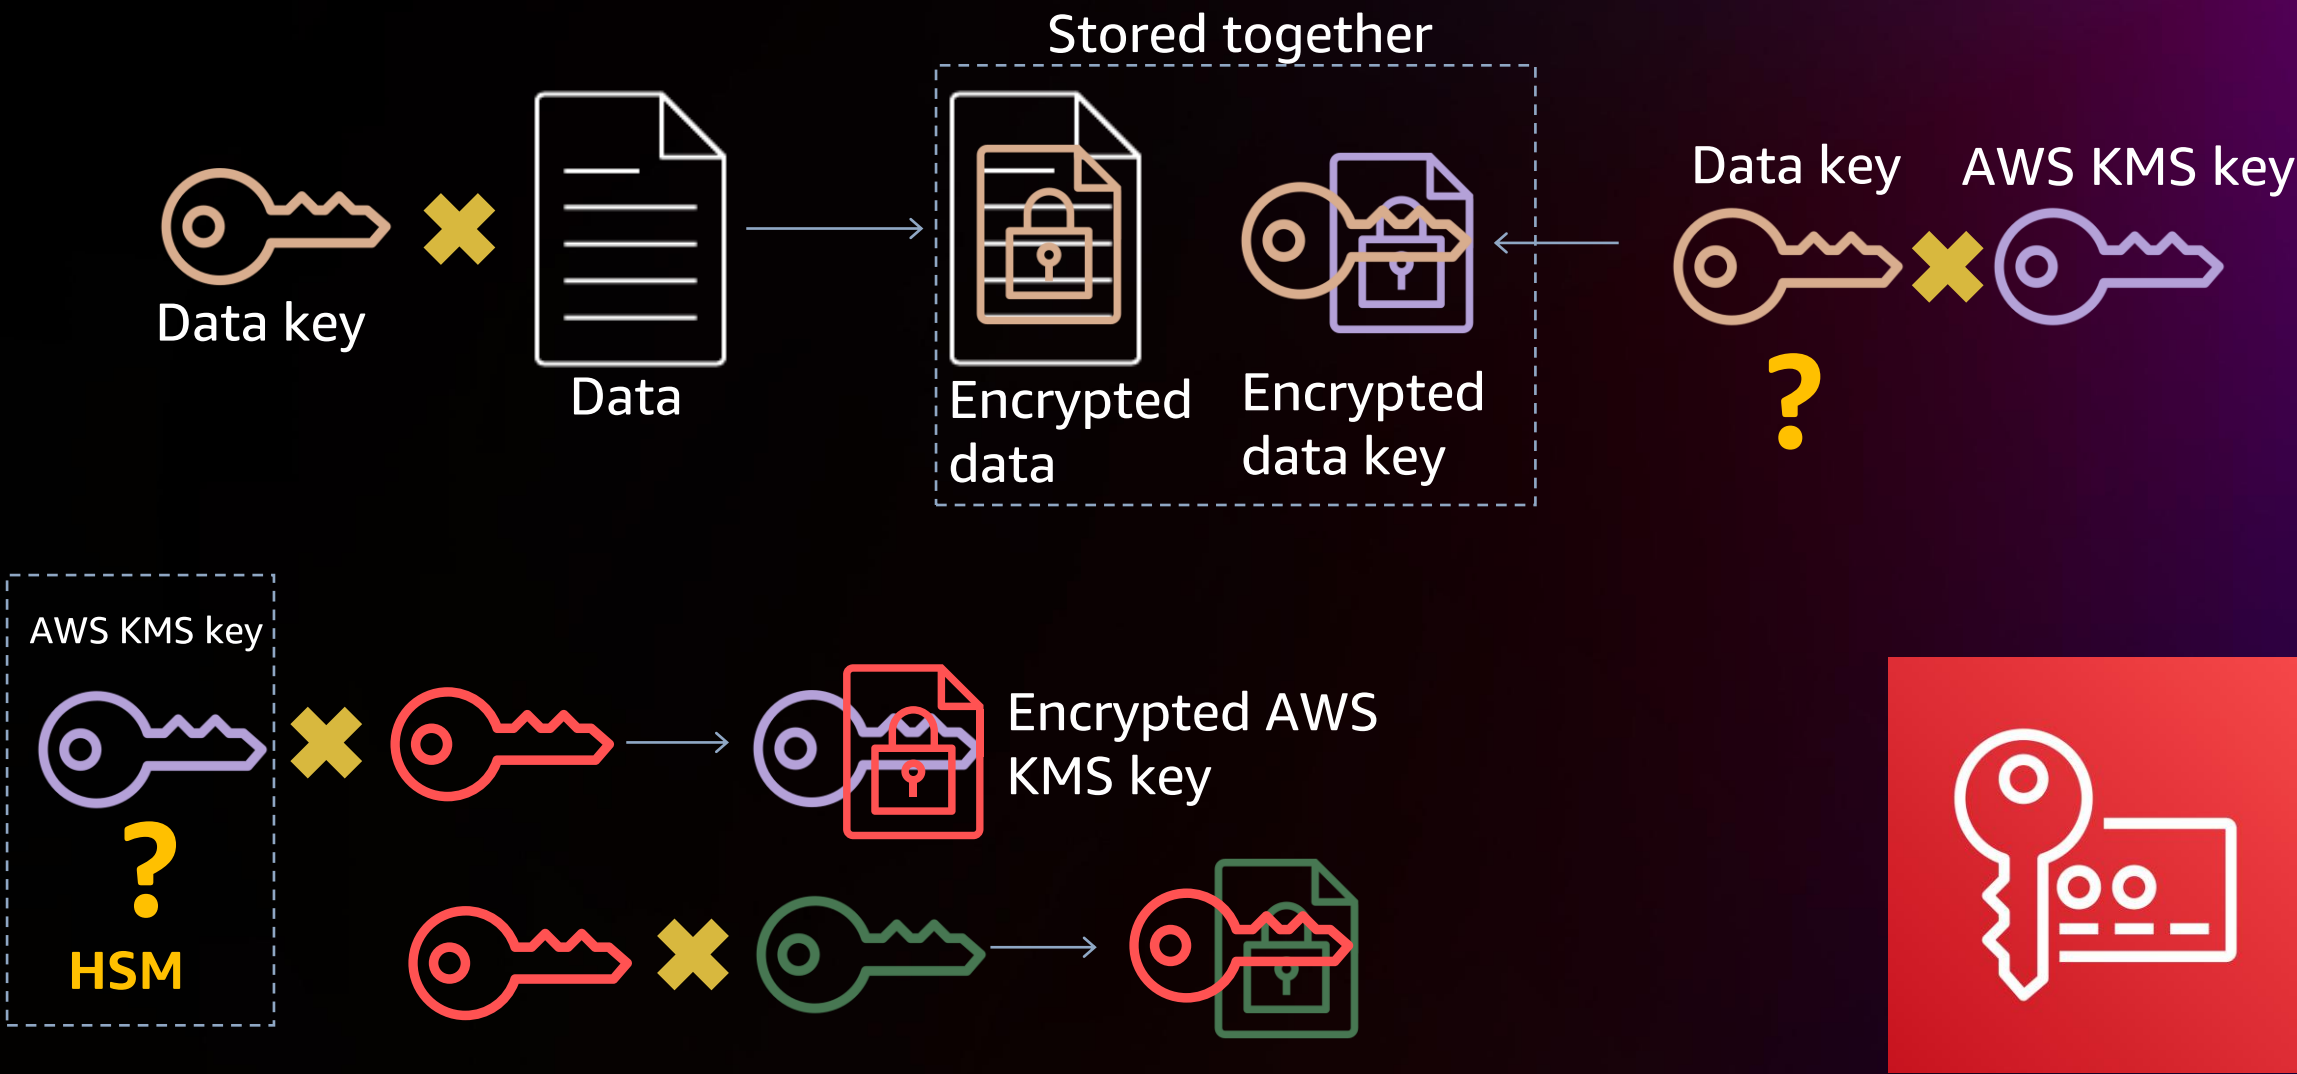 Stored together
Data key
Data
Encrypted
data
Encrypted
data key
Data key
AWS KMS key
?
AWS KMS key
?
HSM
Encrypted AWS
KMS key